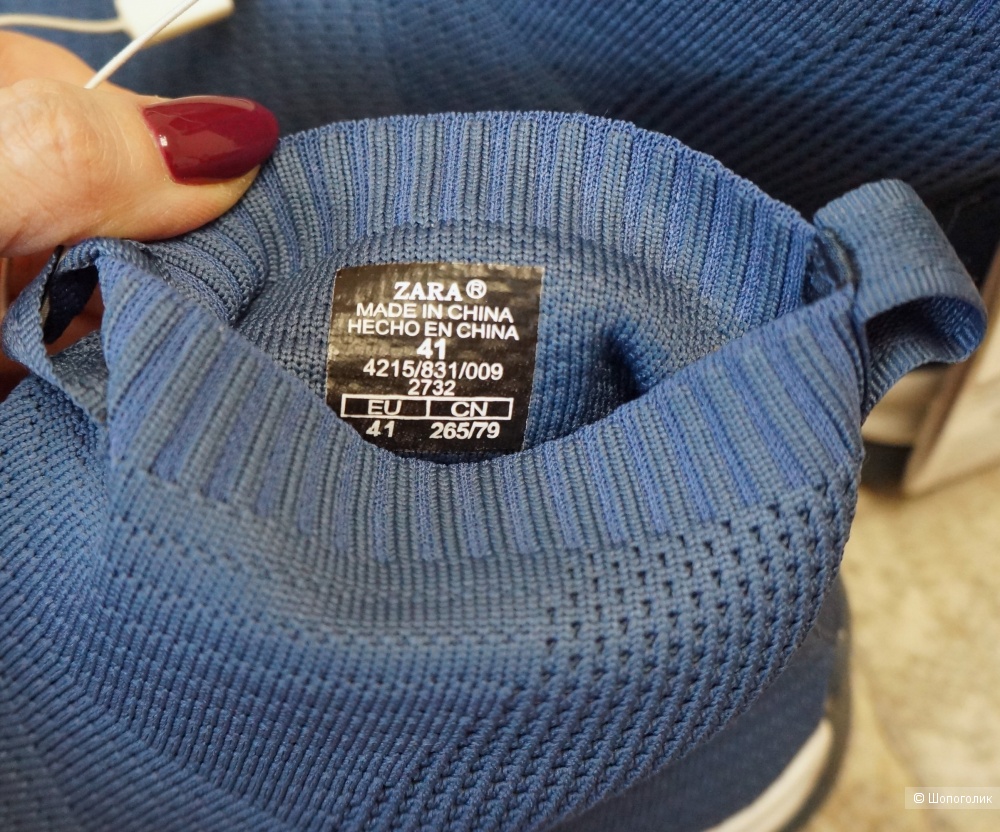 ZARA®
MADE IN CHINA
HECHO EN CHINA
41
4215/831/009
2732
EU CN
41 265/79
© Шопоголик